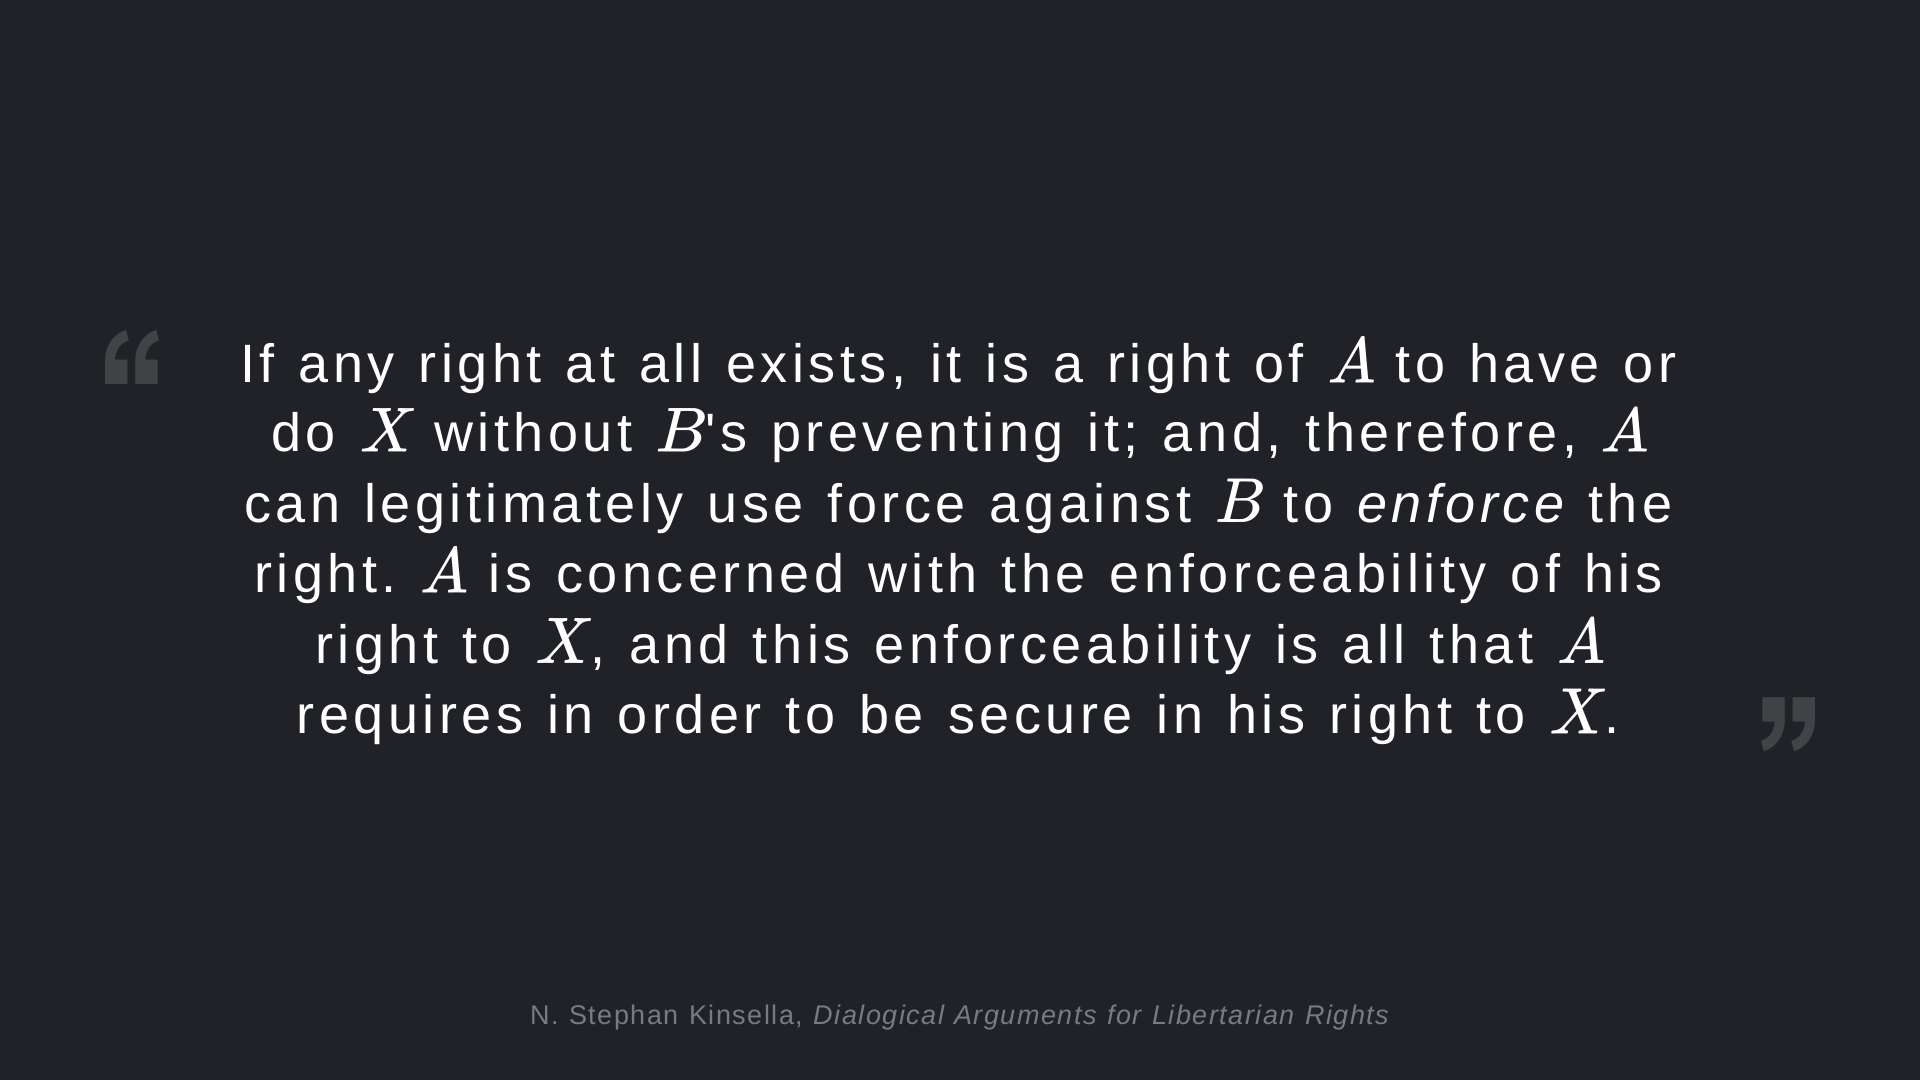 “
If any right at all exists, it is a right of A to have or
do X without B's preventing it; and, therefore, A
can legitimately use force against B to enforce the
right. A is concerned with the enforceability of his
right to X, and this enforceability is all that A
requires in order to be secure in his right to X.
”
N. Stephan Kinsella, Dialogical Arguments for Libertarian Rights